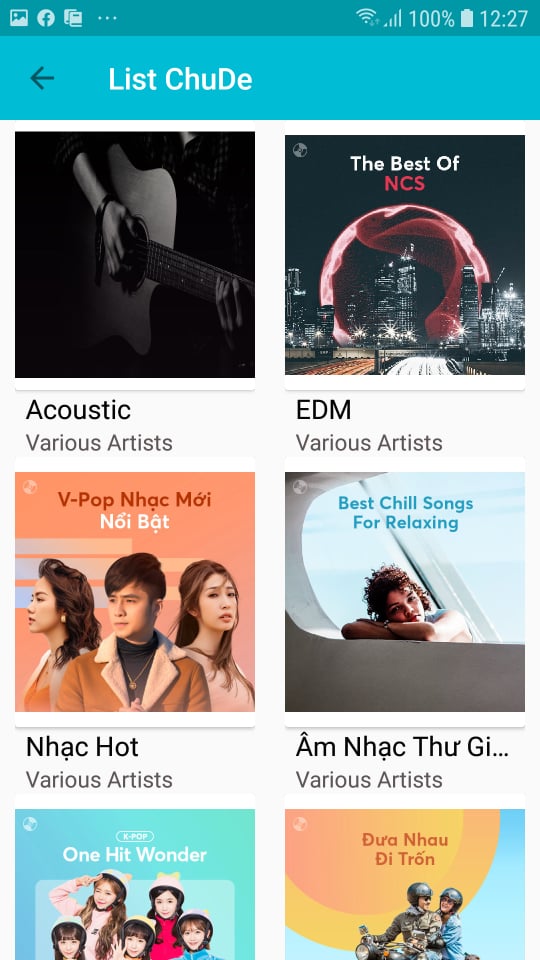 100% 12:27
List ChuDe
The Best Of
NCS
Acoustic
Various Artists
EDM
Various Artists
V-Pop Nhạc Mới
Nổi Bật
Best Chill Songs
For Relaxing
Nhạc Hot
Various Artists
Âm Nhạc Thư Gi...
Various Artists
K-POP
One Hit Wonder
Đưa Nhau
Đi Trốn